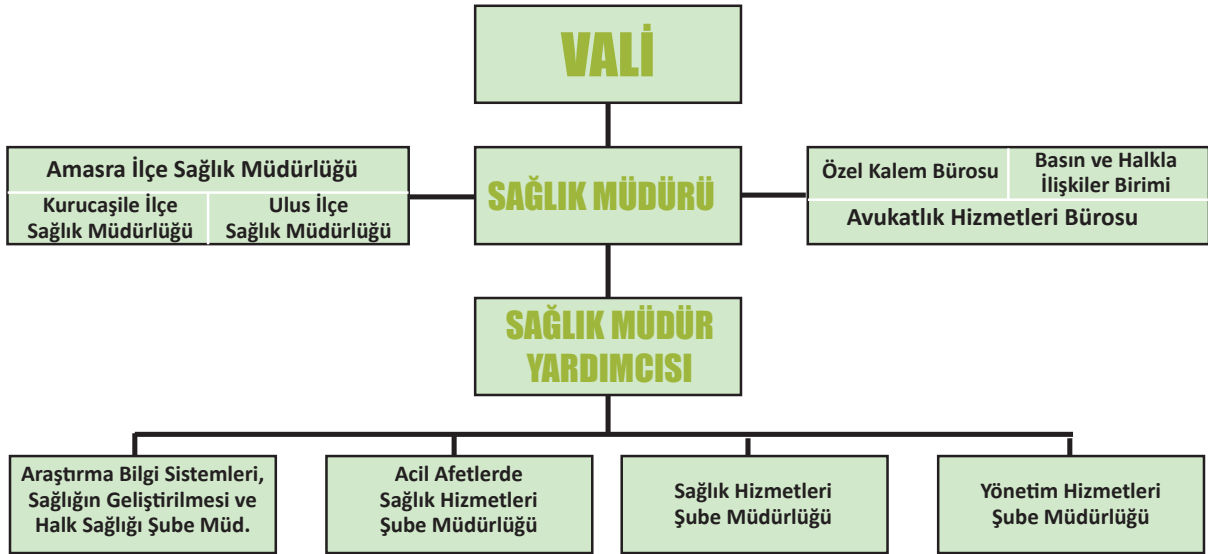 VALİ
Amasra İlçe Sağlık Müdürlüğü
Kurucaşile İlçe
Sağlık Müdürlüğü
Ulus İlçe
Sağlık Müdürlüğü
SAĞLIK MÜDÜRÜ
Özel Kalem Bürosu
Basın ve Halkla
İlişkiler Birimi
Avukatlık Hizmetleri Bürosu
SAĞLIK MÜDÜR
YARDIMCISI
Araştırma Bilgi Sistemleri,
Sağlığın Geliştirilmesi ve
Halk Sağlığı Şube Müd.
Acil Afetlerde
Sağlık Hizmetleri
Şube Müdürlüğü
Sağlık Hizmetleri
Şube Müdürlüğü
Yönetim Hizmetleri
Şube Müdürlüğü